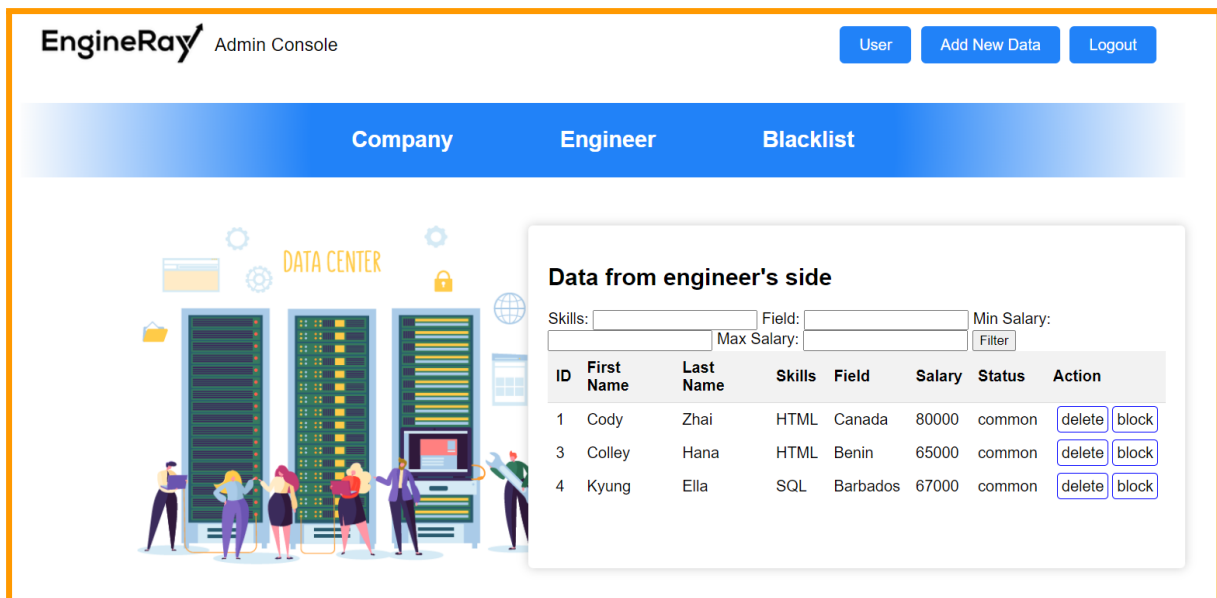 EngineRay Admin Console User Add New Data Logout
Company Engineer Blacklist
DATA CENTER
Data from engineer's side
Skills: Field: Min Salary:
Max Salary: Filter
ID First Name Last Name Skills Field Salary Status Action
1 Cody Zhai HTML Canada 80000 common delete block
3 Colley Hana HTML Benin 65000 common delete block
4 Kyung Ella SQL Barbados 67000 common delete block